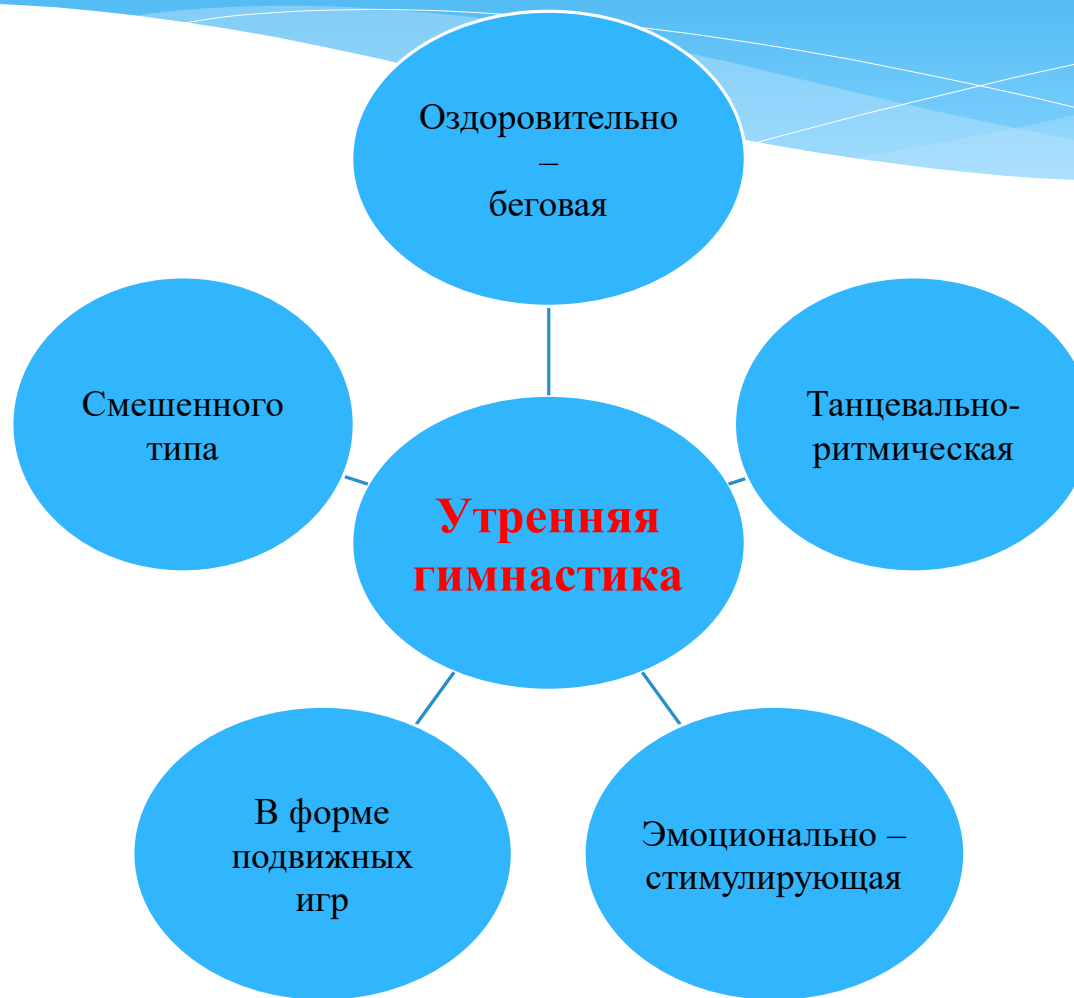 Оздоровительно
–
беговая
Смешенного
типа
Танцевально-
ритмическая
Утренняя
гимнастика
В форме
подвижных
игр
Эмоционально –
стимулирующая